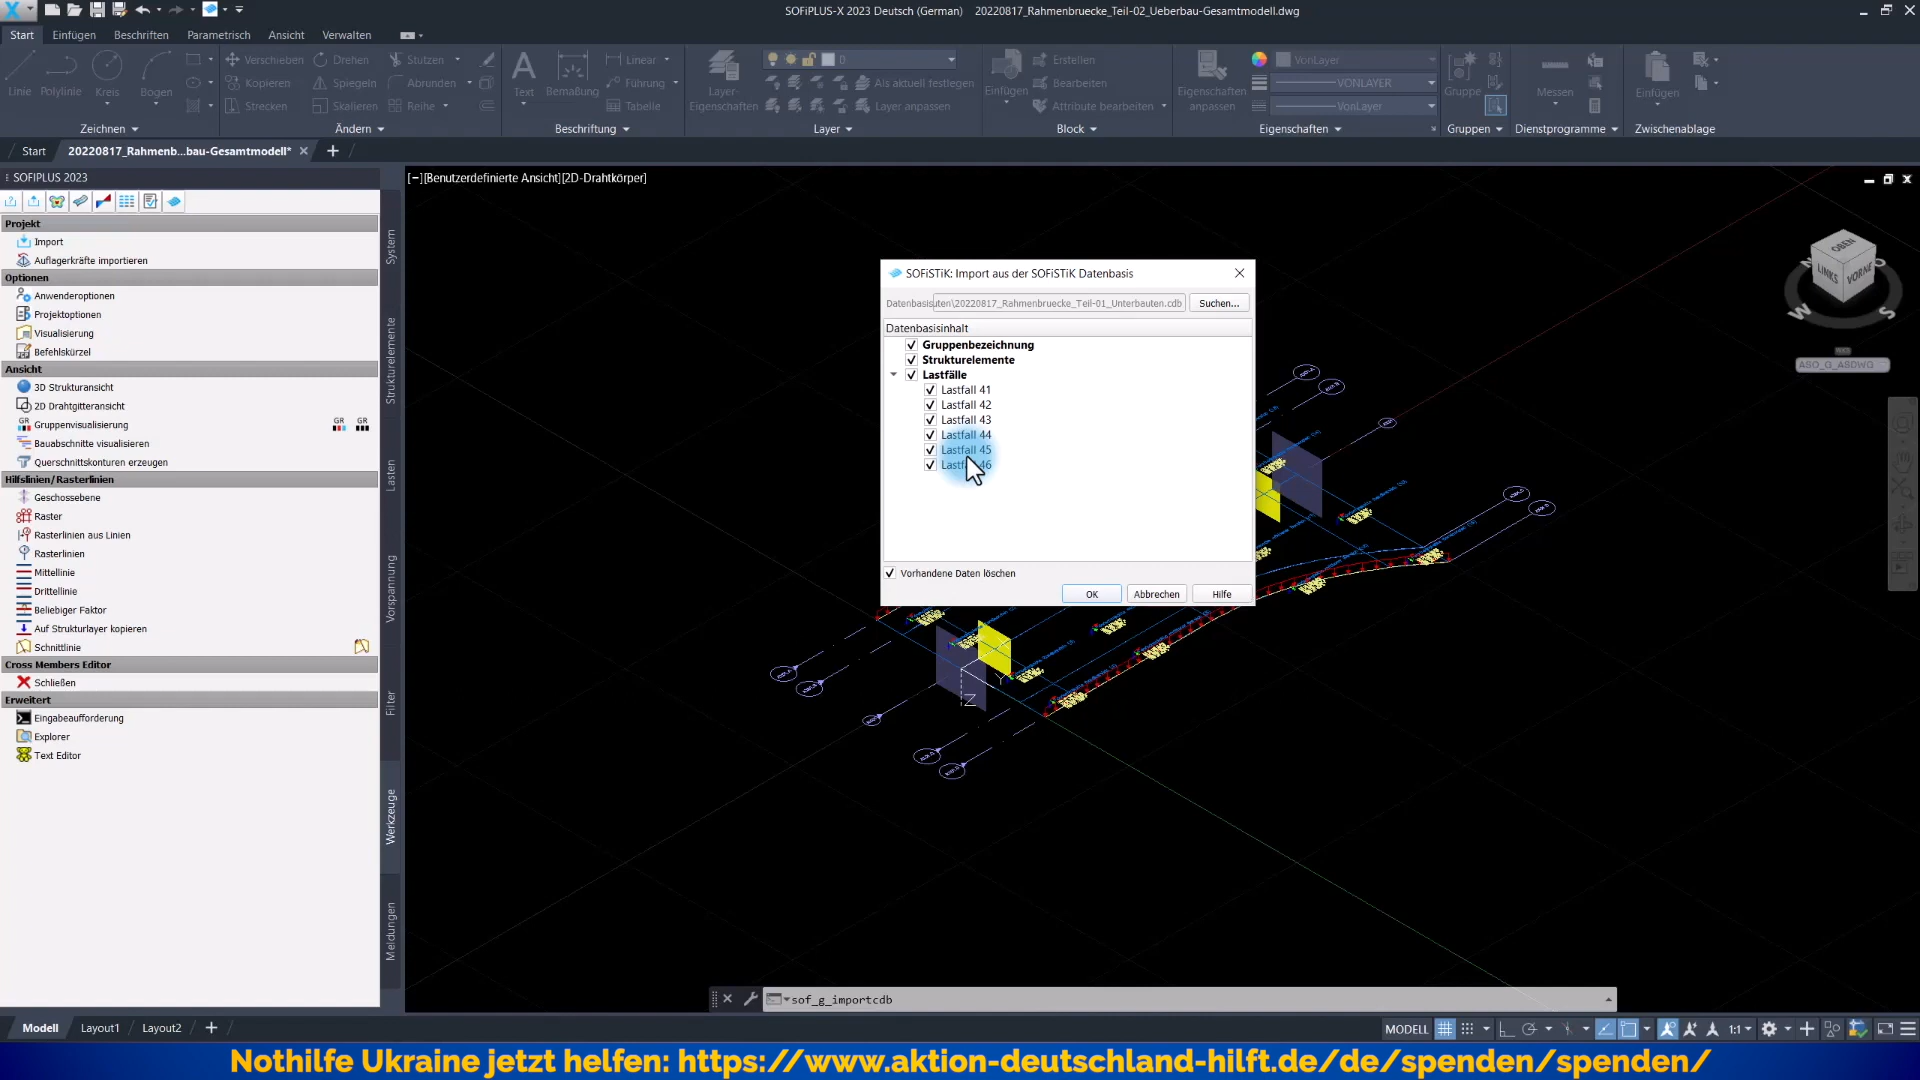 SOFiPLUS-X 2023 Deutsch (German) 20220817_Rahmenbruecke_Teil-02_Ueberbau-Gesamtmodell.dwg
Start Einfügen Beschriften Parametrisch Ansicht Verwalten
Linie Polylinie Kreis Bogen
Verschieben Drehen Stutzen
Kopieren Spiegeln Abrunden
Strecken Skalieren Reihe
Text Bemaßung
Linear
Führung
Tabelle
Layer-Eigenschaften
0
Als aktuell festlegen
Layer anpassen
Einfügen
Erstellen
Bearbeiten
Attribute bearbeiten
Eigenschaften anpassen
VonLayer
VONLAYER
VonLayer
Gruppe
Messen
Einfügen
Zeichnen Ändern Beschriftung Layer Block Eigenschaften Gruppen Dienstprogramme Zwischenablage
Start 20220817_Rahmenb...bau-Gesamtmodell*
SOFiPLUS 2023
[−][Benutzerdefinierte Ansicht][2D-Drahtkörper]
Projekt
Import
Auflagerkräfte importieren
Optionen
Anwenderoptionen
Projektoptionen
Visualisierung
Befehlskürzel
Ansicht
3D Strukturansicht
2D Drahtgitteransicht
Gruppenvisualisierung GR GR
Bauabschnitte visualisieren
Querschnittskonturen erzeugen
Hilfslinien/Rasterlinien
Geschossebene
Raster
Rasterlinien aus Linien
Rasterlinien
Mittellinie
Drittellinie
Beliebiger Faktor
Auf Strukturlayer kopieren
Schnittlinie
Cross Members Editor
Schließen
Erweitert
Eingabeaufforderung
Explorer
Text Editor
System
Strukturelemente
Lasten
Vorspannung
Filter
Werkzeuge
Meldungen
SOFiSTiK: Import aus der SOFiSTiK Datenbasis
Datenbasis uten\20220817_Rahmenbruecke_Teil-01_Unterbauten.cdb Suchen...
Datenbasisinhalt
Gruppenbezeichnung
Strukturelemente
Lastfälle
Lastfall 41
Lastfall 42
Lastfall 43
Lastfall 44
Lastfall 45
Lastfall 46
Vorhandene Daten löschen
OK Abbrechen Hilfe
OBEN
LINKS VORNE
W S
ASO_G_ASDWG
Z
Y
sof_g_importcdb
Modell Layout1 Layout2
MODELL 1:1
Nothilfe Ukraine jetzt helfen: https://www.aktion-deutschland-hilft.de/de/spenden/spenden/